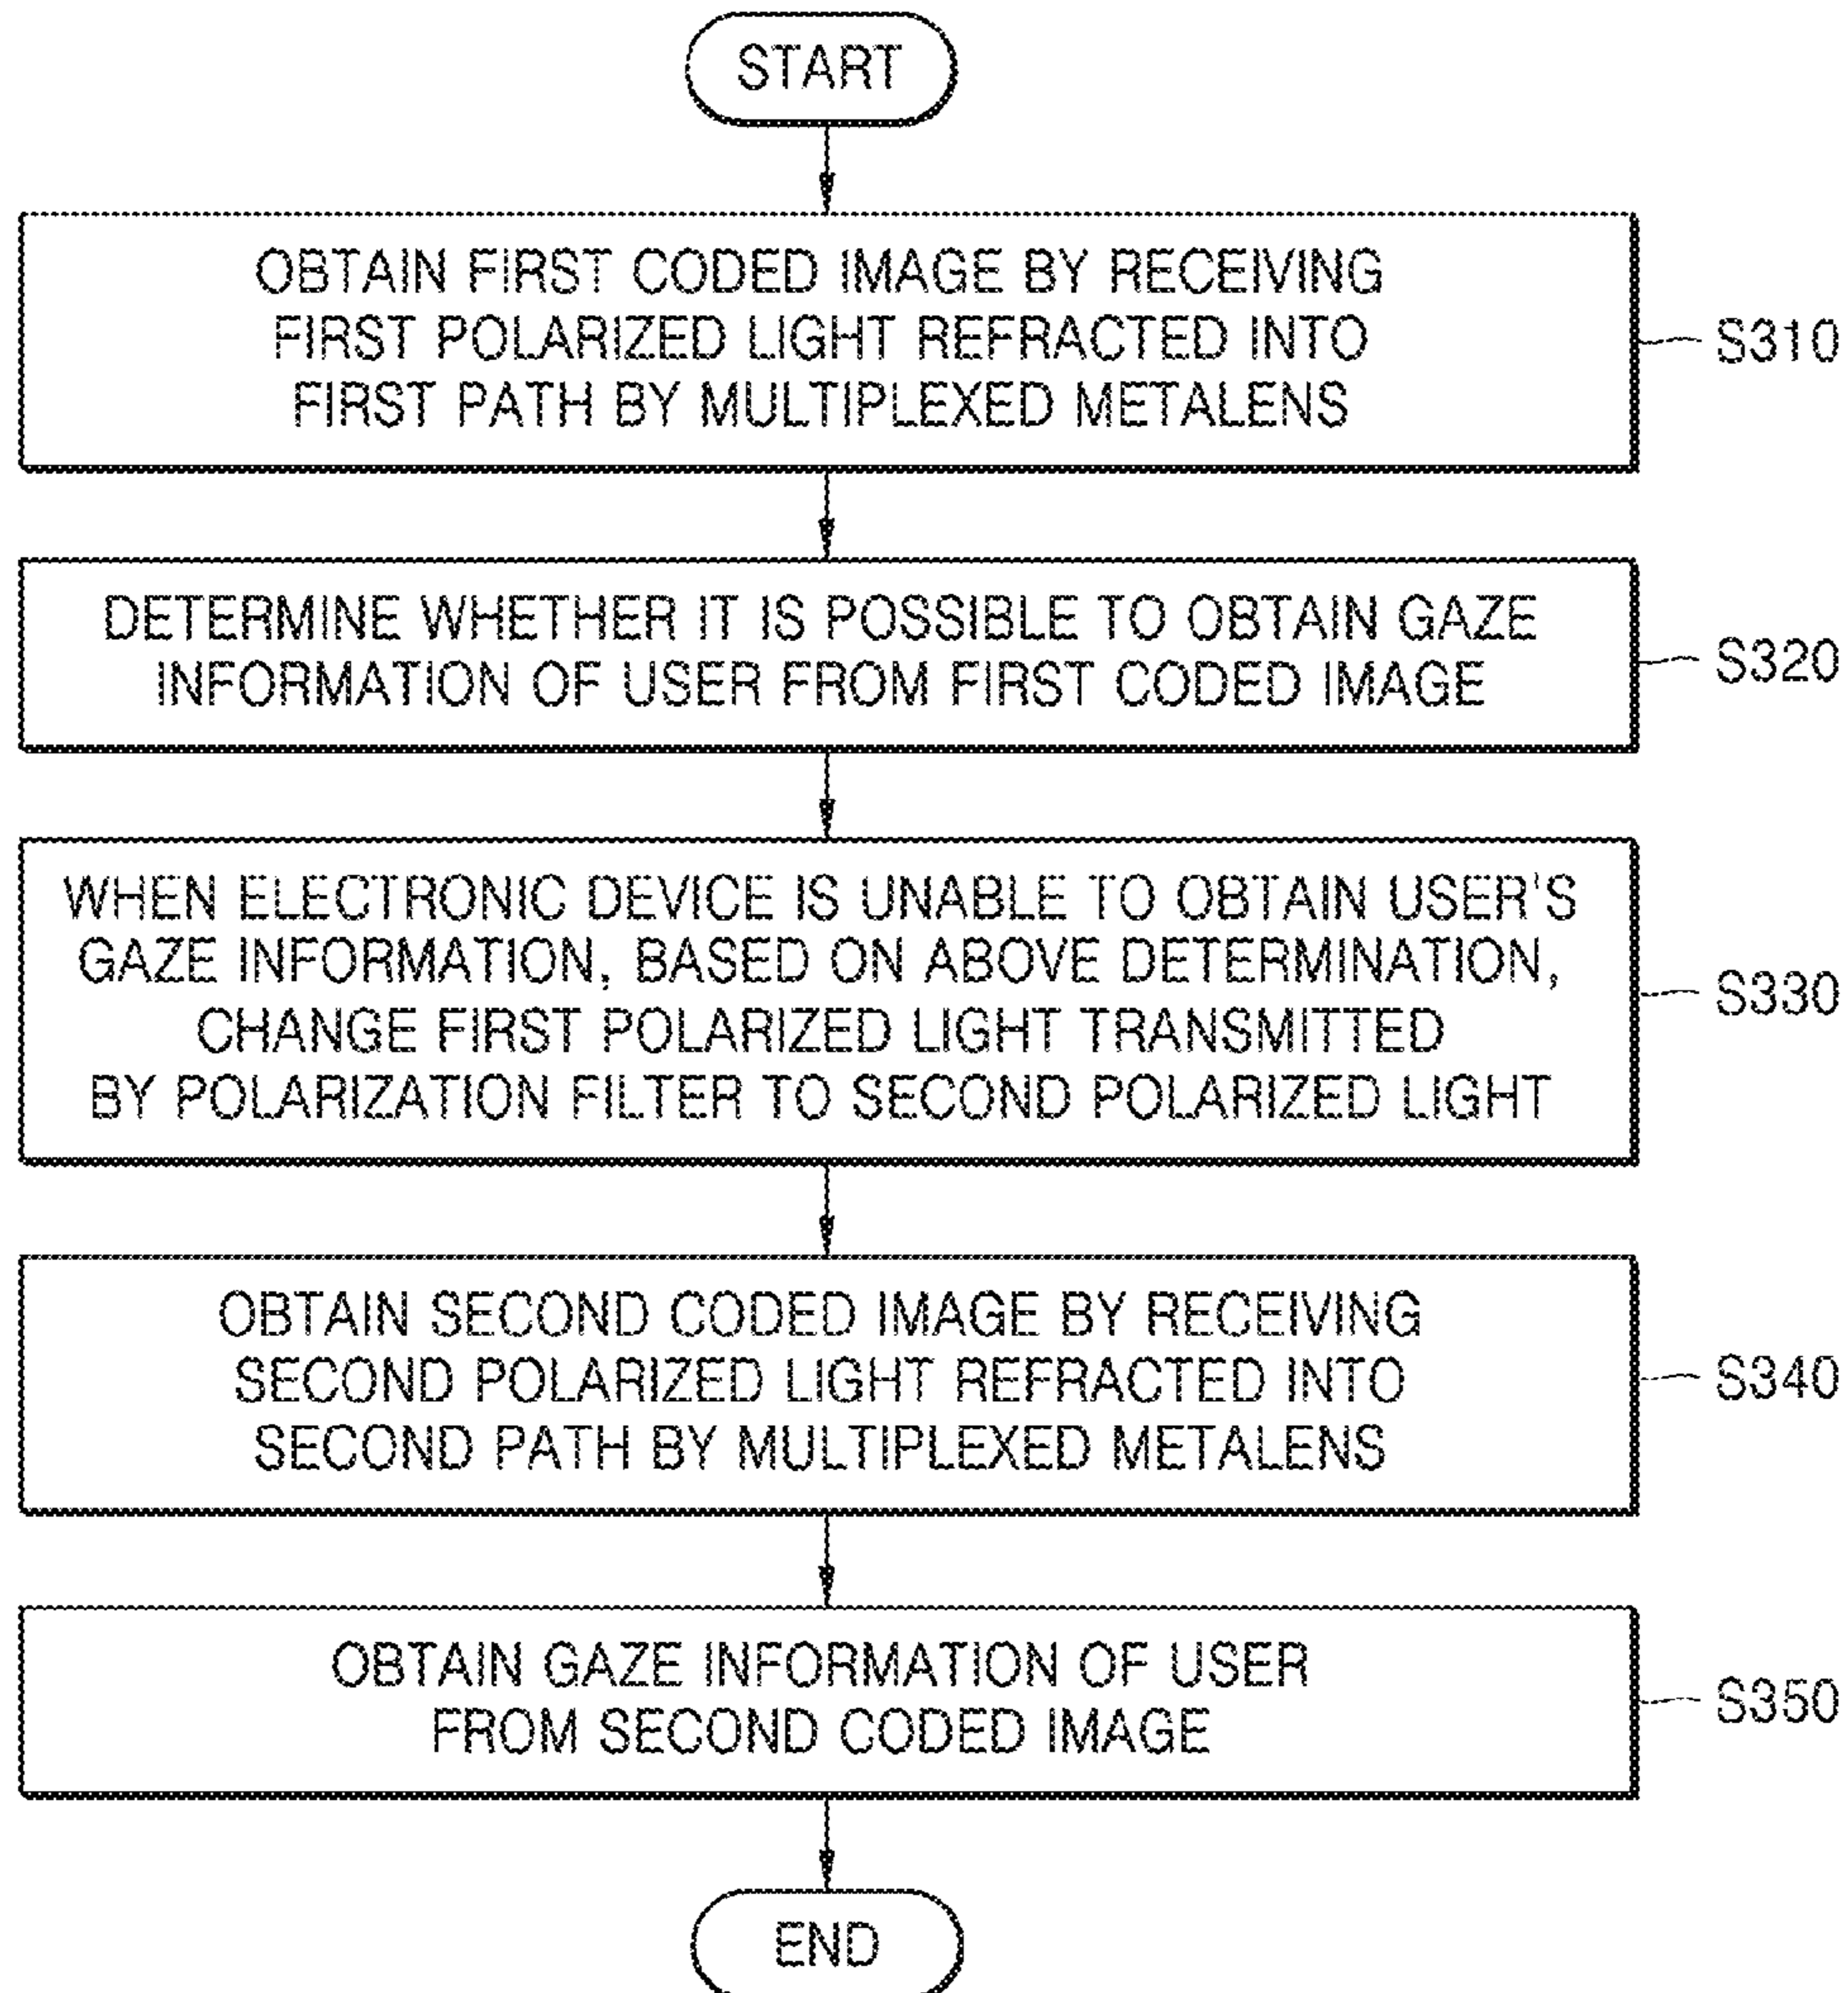 START
OBTAIN FIRST CODED IMAGE BY RECEIVING
FIRST POLARIZED LIGHT REFRACTED INTO
FIRST PATH BY MULTIPLEXED METALENS
S310
DETERMINE WHETHER IT IS POSSIBLE TO OBTAIN GAZE
INFORMATION OF USER FROM FIRST CODED IMAGE
S320
WHEN ELECTRONIC DEVICE IS UNABLE TO OBTAIN USER'S
GAZE INFORMATION, BASED ON ABOVE DETERMINATION,
CHANGE FIRST POLARIZED LIGHT TRANSMITTED
BY POLARIZATION FILTER TO SECOND POLARIZED LIGHT
S330
OBTAIN SECOND CODED IMAGE BY RECEIVING
SECOND POLARIZED LIGHT REFRACTED INTO
SECOND PATH BY MULTIPLEXED METALENS
S340
OBTAIN GAZE INFORMATION OF USER
FROM SECOND CODED IMAGE
S350
END